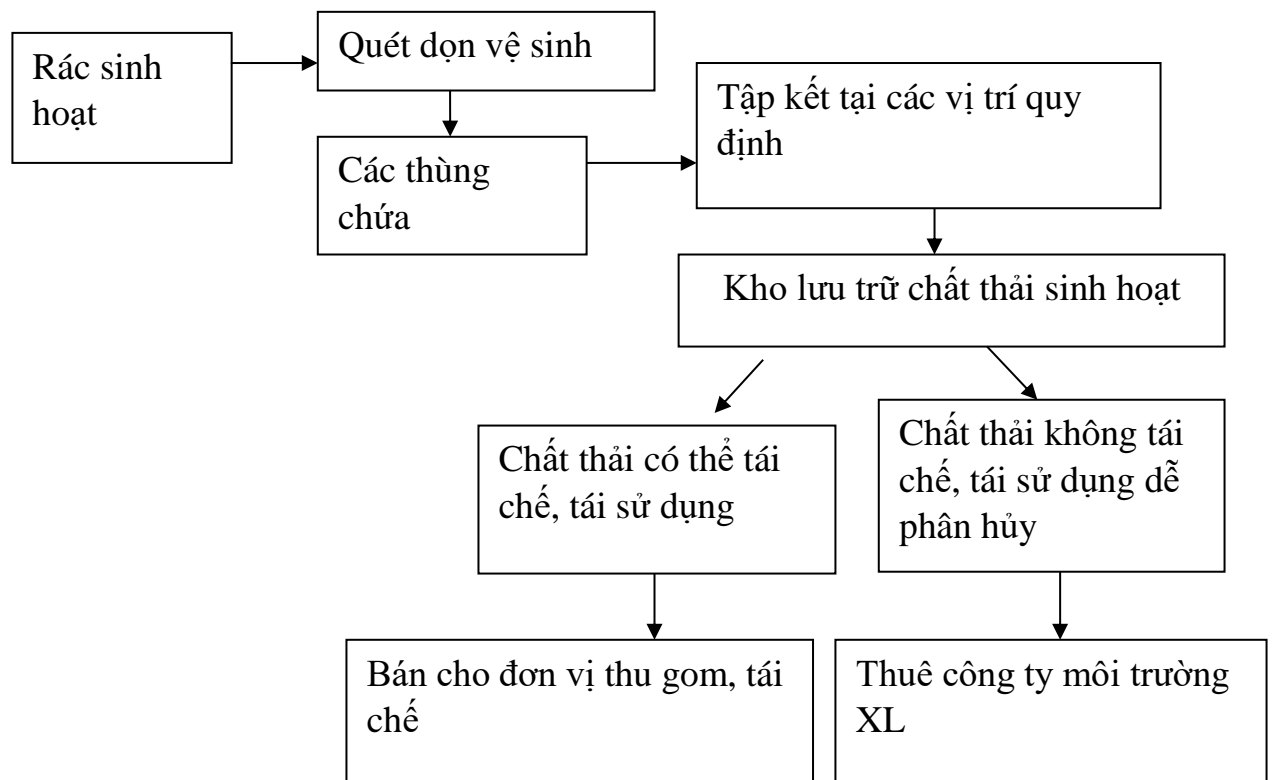 Rác sinh
hoạt
Quét dọn vệ sinh
Các thùng
chứa
Tập kết tại các vị trí quy
định
Kho lưu trữ chất thải sinh hoạt
Chất thải có thể tái
chế, tái sử dụng
Chất thải không tái
chế, tái sử dụng dễ
phân hủy
Bán cho đơn vị thu gom, tái
chế
Thuê công ty môi trường
XL